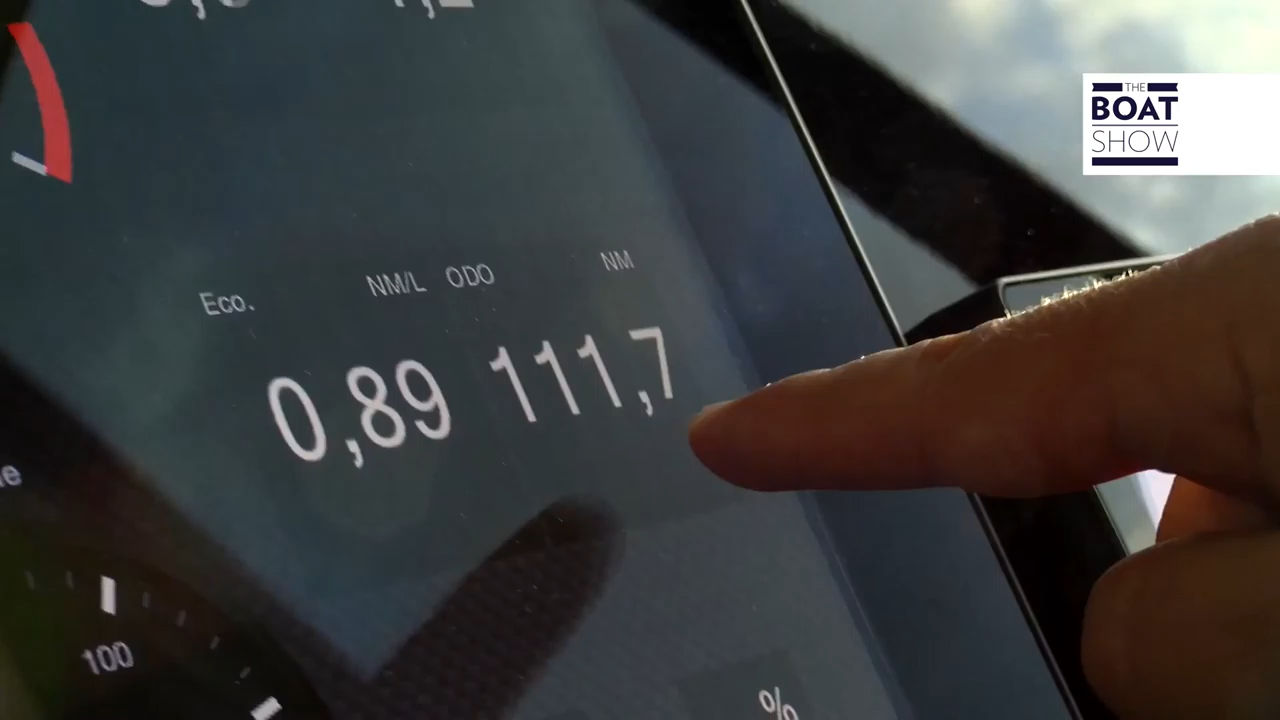 THE
BOAT
SHOW
Eco. NM/L ODO NM
0,89 111,7
100
%